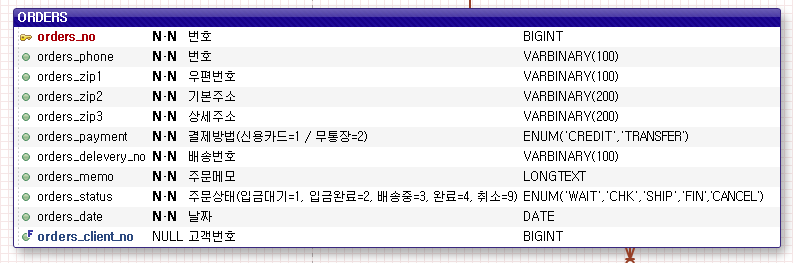 ORDERS
orders_no N-N 번호 BIGINT
orders_phone N-N 번호 VARBINARY(100)
orders_zip1 N-N 우편번호 VARBINARY(100)
orders_zip2 N-N 기본주소 VARBINARY(200)
orders_zip3 N-N 상세주소 VARBINARY(200)
orders_payment N-N 결제방법(신용카드=1 / 무통장=2) ENUM('CREDIT','TRANSFER')
orders_delevery_no N-N 배송번호 VARBINARY(100)
orders_memo N-N 주문메모 LONGTEXT
orders_status N-N 주문상태(입금대기=1, 입금완료=2, 배송중=3, 완료=4, 취소=9) ENUM('WAIT','CHK','SHIP','FIN','CANCEL')
orders_date N-N 날짜 DATE
F orders_client_no NULL 고객번호 BIGINT